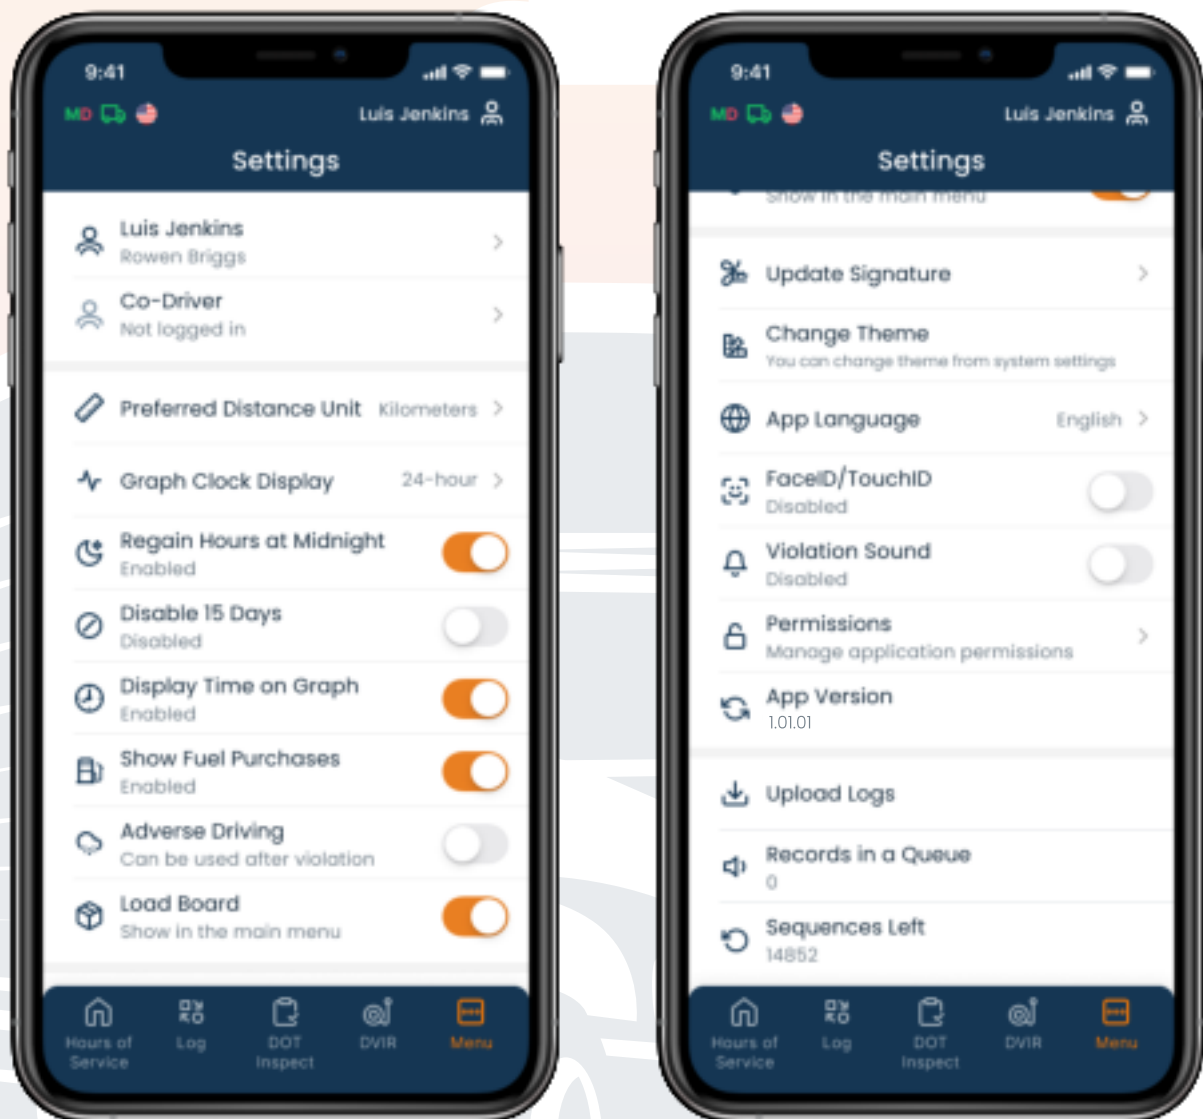 9:41
MD
Luis Jenkins
Settings
Luis Jenkins
Rowen Briggs
Co-Driver
Not logged in
Preferred Distance Unit Kilometers
Graph Clock Display 24-hour
Regain Hours at Midnight
Enabled
Disable 15 Days
Disabled
Display Time on Graph
Enabled
Show Fuel Purchases
Enabled
Adverse Driving
Can be used after violation
Load Board
Show in the main menu
Hours of
Service
Log
DOT
Inspect
DVIR
Menu
9:41
MD
Luis Jenkins
Settings
Show in the main menu
Update Signature
Change Theme
You can change theme from system settings
App Language English
FaceID/TouchID
Disabled
Violation Sound
Disabled
Permissions
Manage application permissions
App Version
1.01.01
Upload Logs
Records in a Queue
0
Sequences Left
14852
Hours of
Service
Log
DOT
Inspect
DVIR
Menu